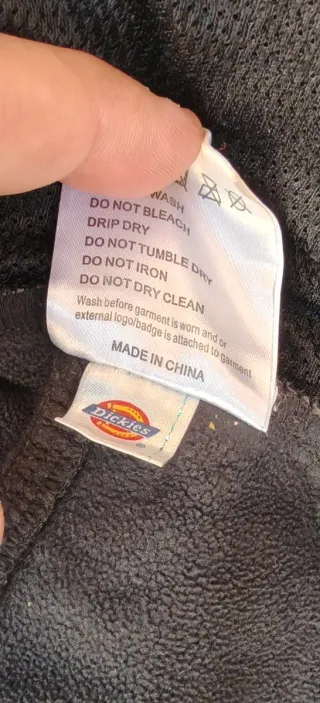 WASH
DO NOT BLEACH
DRIP DRY
DO NOT TUMBLE DRY
DO NOT IRON
DO NOT DRY CLEAN
Wash before garment is worn and or
external logo/badge is attached to garment
MADE IN CHINA
Dickies